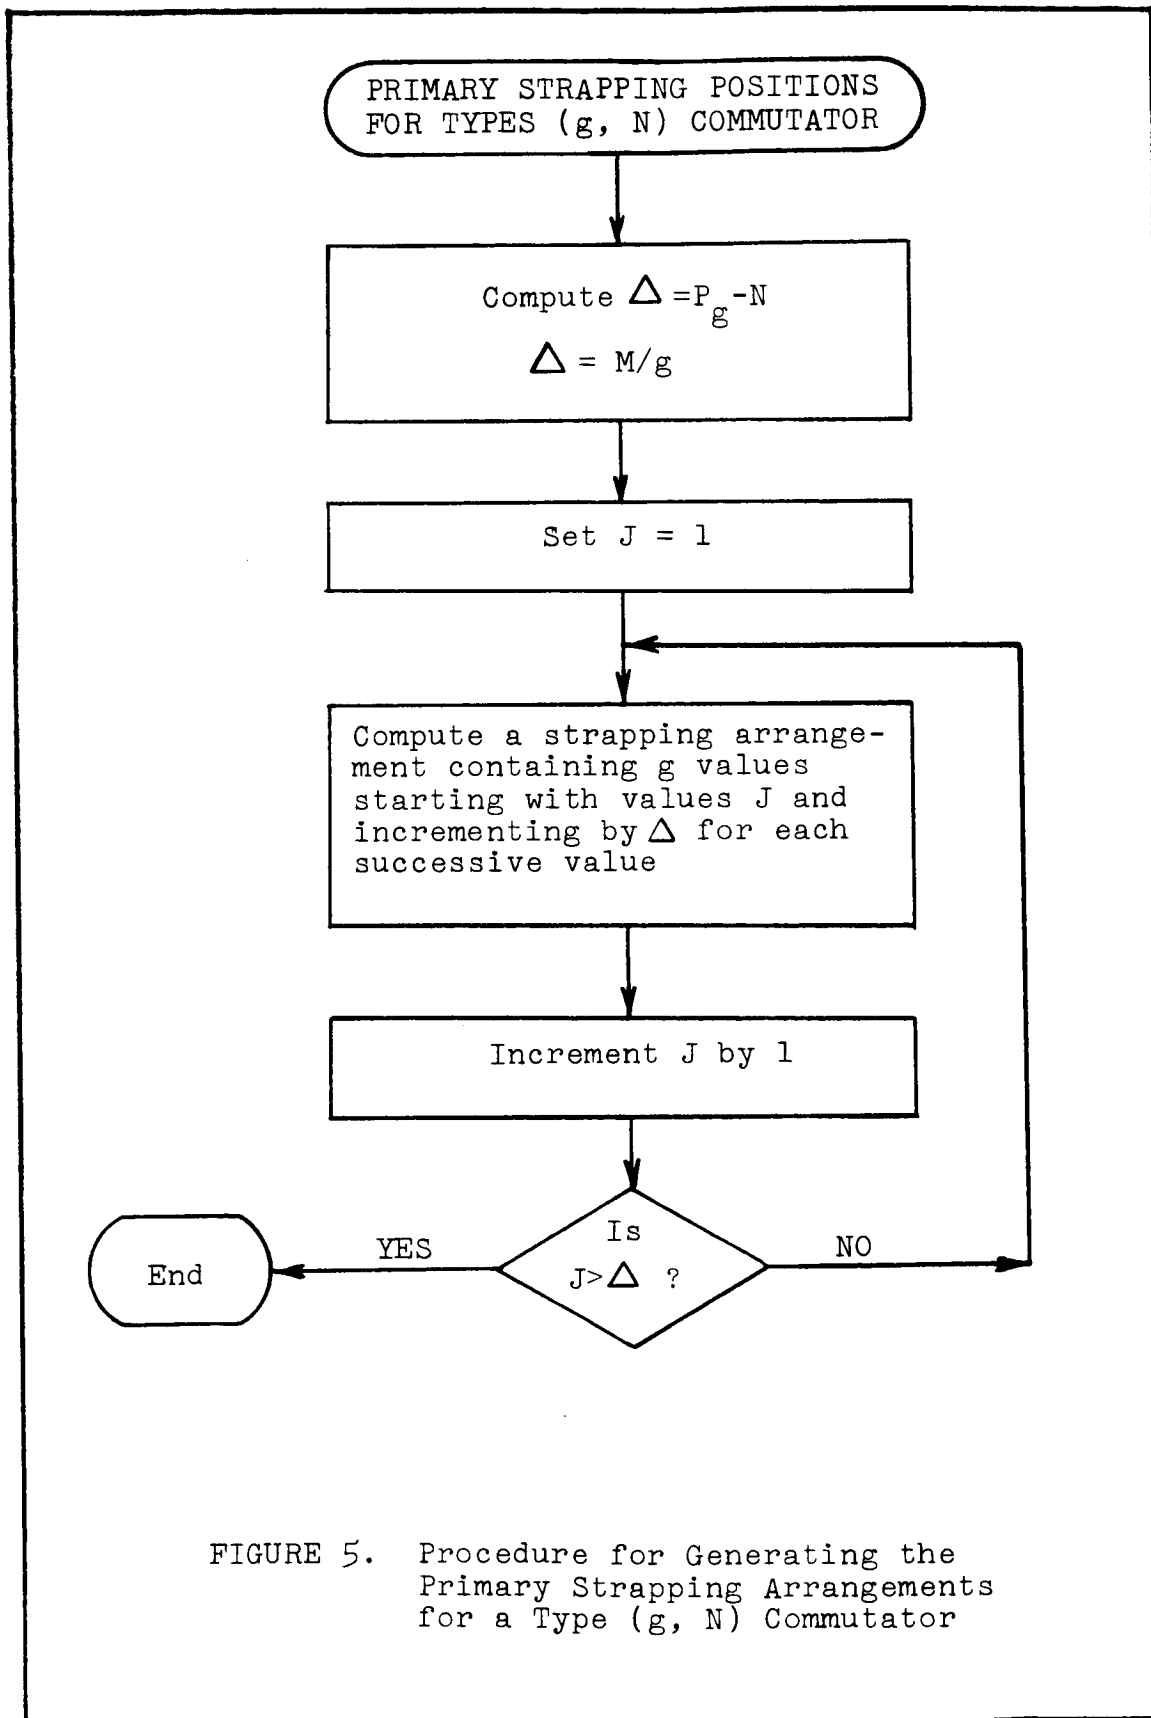 PRIMARY STRAPPING POSITIONS
FOR TYPES (g, N) COMMUTATOR
Compute Δ =P_g-N
Δ = M/g
Set J = 1
Compute a strapping arrange-
ment containing g values
starting with values J and
incrementing by Δ for each
successive value
Increment J by 1
Is
J>Δ ?
YES
NO
End
FIGURE 5. Procedure for Generating the
Primary Strapping Arrangements
for a Type (g, N) Commutator